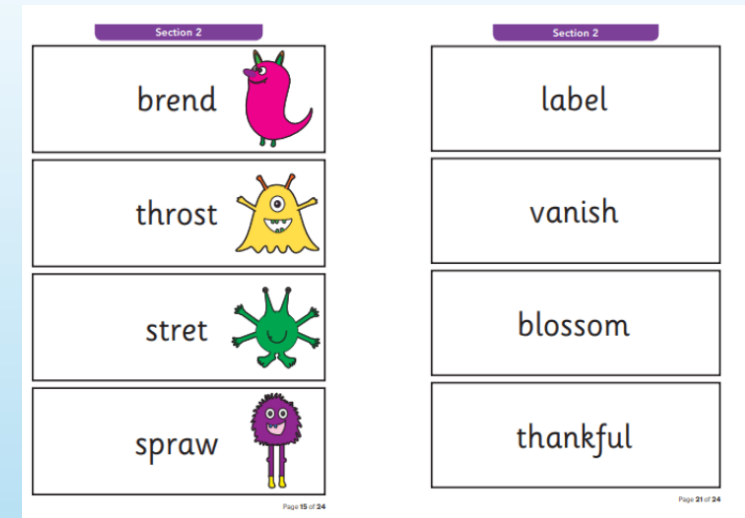 Section 2
brend
throst
stret
spraw
Page 15 of 24
Section 2
label
vanish
blossom
thankful
Page 21 of 24